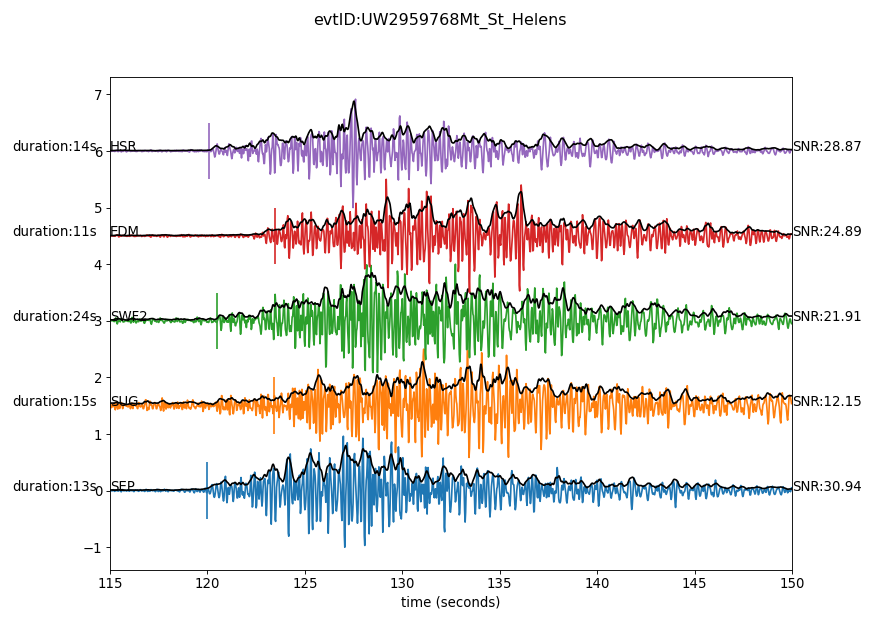 evtID:UW2959768Mt_St_Helens
7
duration:14s HSR SNR:28.87
6
5
duration:11s EDM SNR:24.89
4
duration:24s SWF2 SNR:21.91
3
2
duration:15s SUG SNR:12.15
1
duration:13s SEP SNR:30.94
0
−1
115 120 125 130 135 140 145 150
time (seconds)